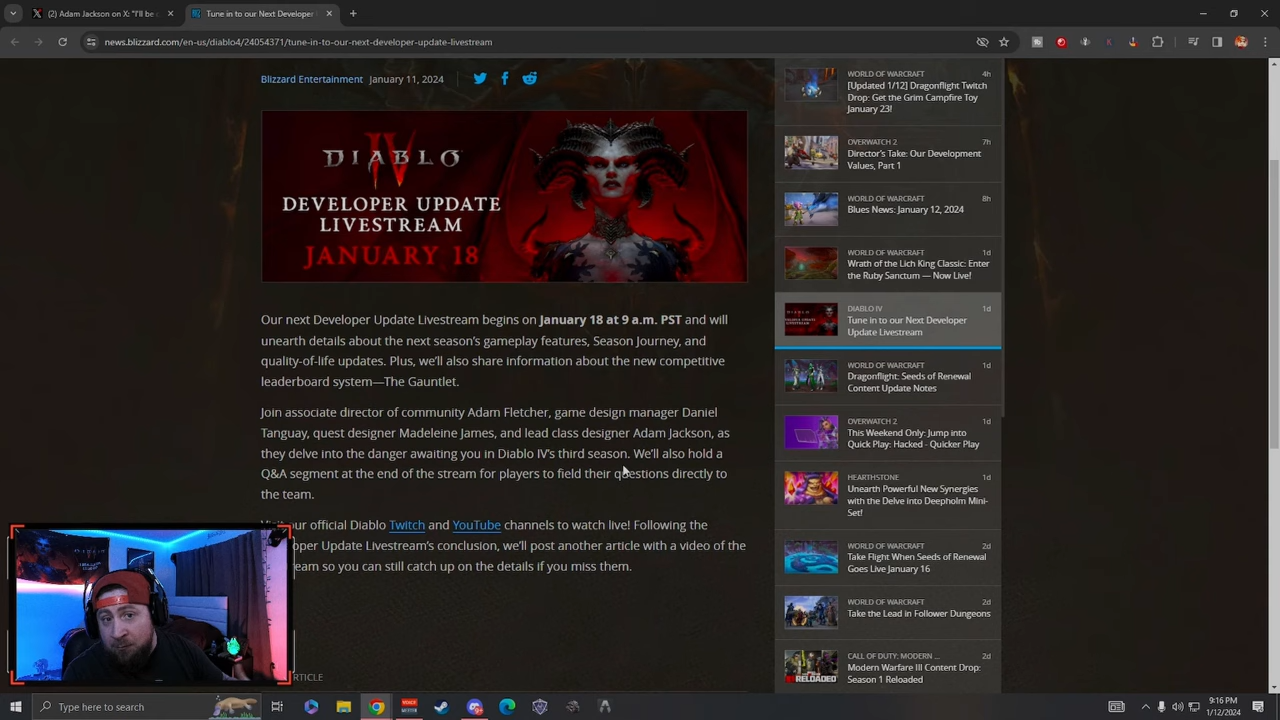 (2) Adam Jackson on X: "I'll be
Tune in to our Next Developer
news.blizzard.com/en-us/diablo4/24054371/tune-in-to-our-next-developer-update-livestream
Blizzard Entertainment January 11, 2024
DIABLO
IV
DEVELOPER UPDATE
LIVESTREAM
JANUARY 18
Our next Developer Update Livestream begins on January 18 at 9 a.m. PST and will
unearth details about the next season's gameplay features, Season Journey, and
quality-of-life updates. Plus, we'll also share information about the new competitive
leaderboard system—The Gauntlet.
Join associate director of community Adam Fletcher, game design manager Daniel
Tanguay, quest designer Madeleine James, and lead class designer Adam Jackson, as
they delve into the danger awaiting you in Diablo IV's third season. We'll also hold a
Q&A segment at the end of the stream for players to field their questions directly to
the team.
Visit our official Diablo Twitch and YouTube channels to watch live! Following the
oper Update Livestream's conclusion, we'll post another article with a video of the
eam so you can still catch up on the details if you miss them.
ARTICLE
WORLD OF WARCRAFT 4h
[Updated 1/12] Dragonflight Twitch
Drop: Get the Grim Campfire Toy
January 23!
OVERWATCH 2 7h
Director's Take: Our Development
Values, Part 1
WORLD OF WARCRAFT 8h
Blues News: January 12, 2024
WORLD OF WARCRAFT 1d
Wrath of the Lich King Classic: Enter
the Ruby Sanctum — Now Live!
DIABLO IV 1d
Tune in to our Next Developer
Update Livestream
WORLD OF WARCRAFT 1d
Dragonflight: Seeds of Renewal
Content Update Notes
OVERWATCH 2 1d
This Weekend Only: Jump into
Quick Play: Hacked - Quicker Play
HEARTHSTONE 1d
Unearth Powerful New Synergies
with the Delve into Deepholm Mini-
Set!
WORLD OF WARCRAFT 2d
Take Flight When Seeds of Renewal
Goes Live January 16
WORLD OF WARCRAFT 2d
Take the Lead in Follower Dungeons
CALL OF DUTY: MODERN ... 2d
Modern Warfare III Content Drop:
Season 1 Reloaded
Type here to search
9:16 PM
1/12/2024